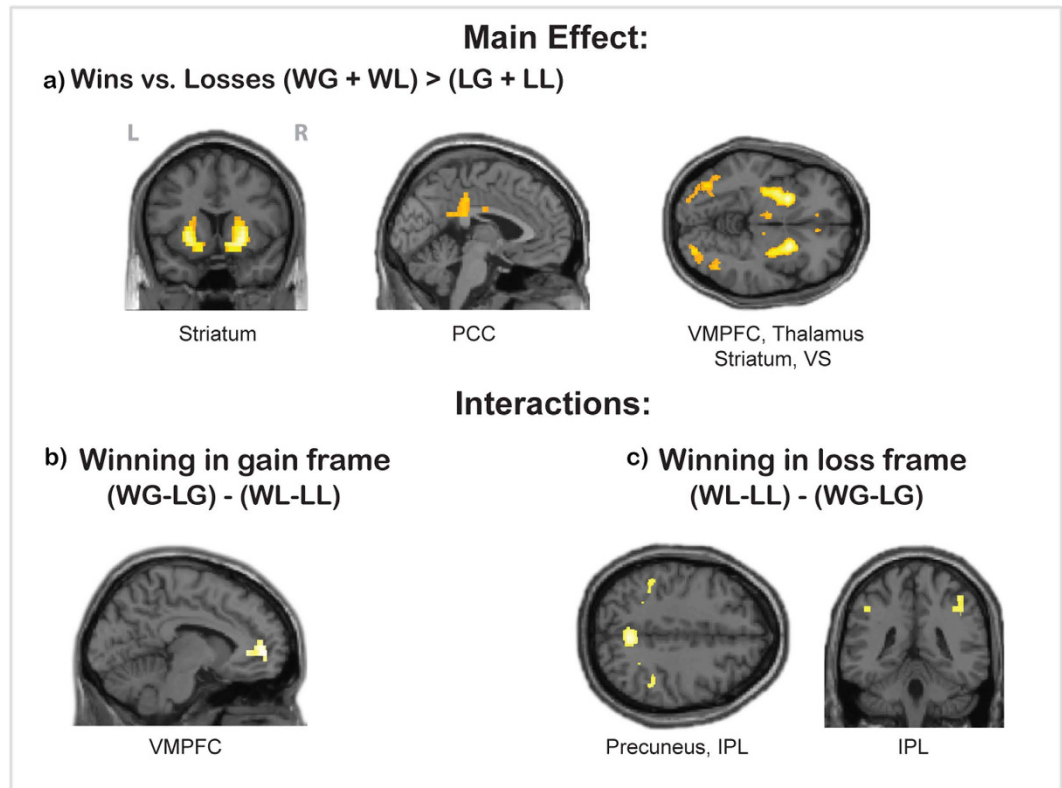 Main Effect:
a) Wins vs. Losses (WG + WL) > (LG + LL)
L
R
Striatum
PCC
VMPFC, Thalamus
Striatum, VS
Interactions:
b) Winning in gain frame
(WG-LG) - (WL-LL)
c) Winning in loss frame
(WL-LL) - (WG-LG)
VMPFC
Precuneus, IPL
IPL